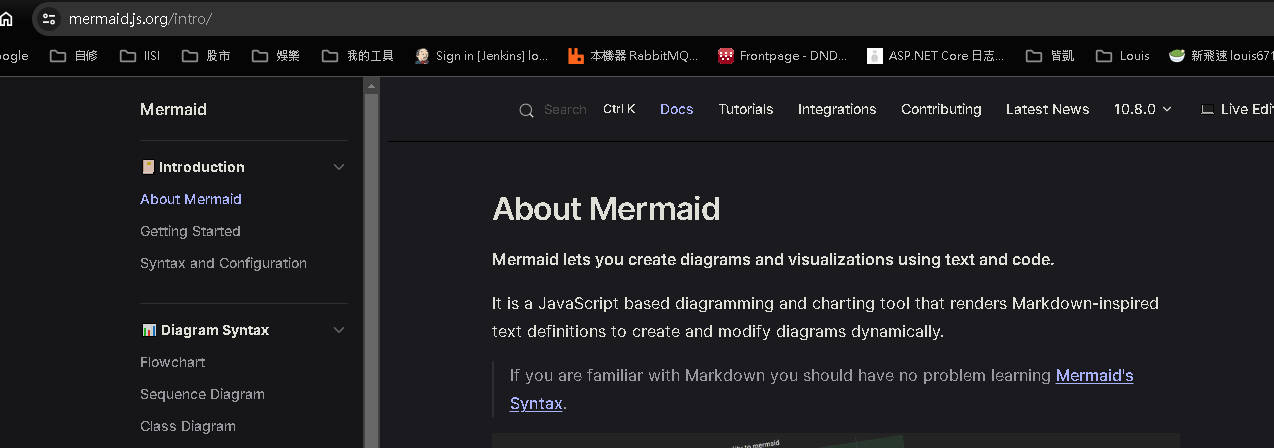 mermaid.js.org/intro/
oogle 自修 IISI 股市 娛樂 我的工具 Sign in [Jenkins] lo... 本機器 RabbitMQ... Frontpage - DND... ASP.NET Core 日志... 皆凱 Louis 新飛速 louis671
Mermaid
Search Ctrl K Docs Tutorials Integrations Contributing Latest News 10.8.0 Live Edi
Introduction
About Mermaid
Getting Started
Syntax and Configuration
Diagram Syntax
Flowchart
Sequence Diagram
Class Diagram
About Mermaid
Mermaid lets you create diagrams and visualizations using text and code.
It is a JavaScript based diagramming and charting tool that renders Markdown-inspired
text definitions to create and modify diagrams dynamically.
If you are familiar with Markdown you should have no problem learning Mermaid's
Syntax.
to mermaid